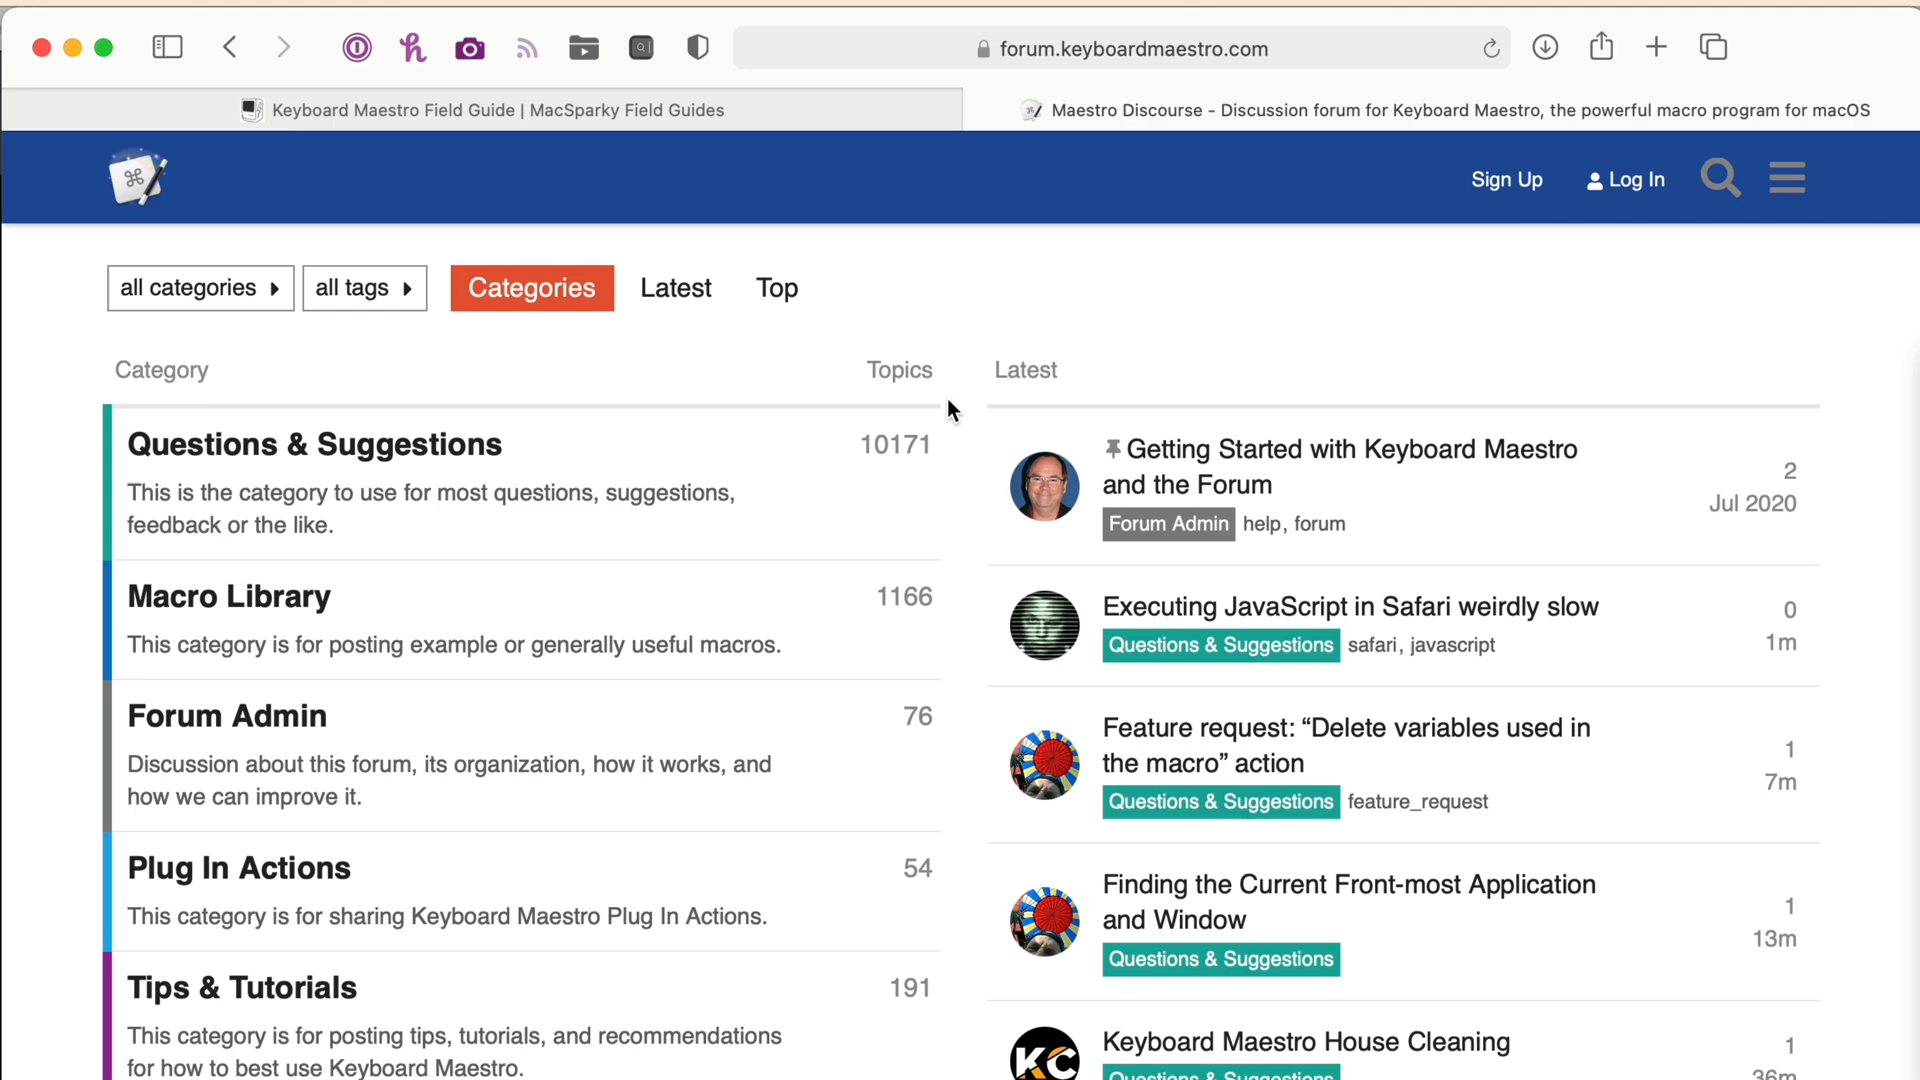 forum.keyboardmaestro.com
Keyboard Maestro Field Guide | MacSparky Field Guides
Maestro Discourse - Discussion forum for Keyboard Maestro, the powerful macro program for macOS
Sign Up
Log In
all categories
all tags
Categories
Latest
Top
Category
Topics
Questions & Suggestions
10171
This is the category to use for most questions, suggestions,
feedback or the like.
Macro Library
1166
This category is for posting example or generally useful macros.
Forum Admin
76
Discussion about this forum, its organization, how it works, and
how we can improve it.
Plug In Actions
54
This category is for sharing Keyboard Maestro Plug In Actions.
Tips & Tutorials
191
This category is for posting tips, tutorials, and recommendations
for how to best use Keyboard Maestro.
Latest
Getting Started with Keyboard Maestro
and the Forum
2
Jul 2020
Forum Admin help, forum
Executing JavaScript in Safari weirdly slow
0
Questions & Suggestions safari, javascript
1m
Feature request: “Delete variables used in
the macro” action
1
7m
Questions & Suggestions feature_request
Finding the Current Front-most Application
and Window
1
13m
Questions & Suggestions
KC
Keyboard Maestro House Cleaning
1
Questions & Suggestions
36m